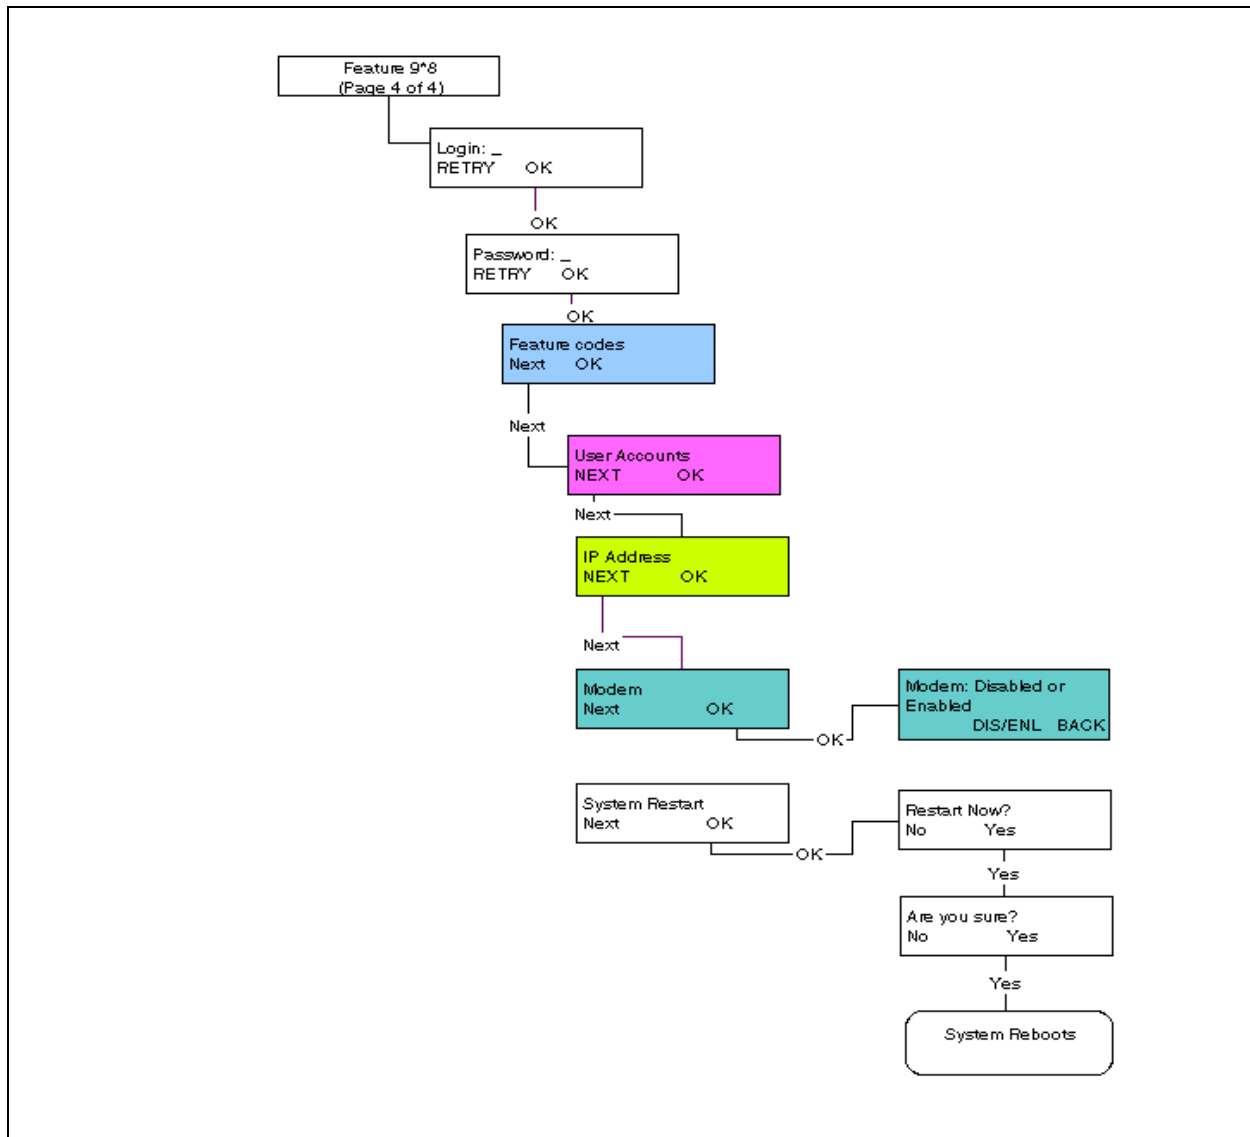 Feature 9*8
(Page 4 of 4)
Login: _
RETRY OK
OK
Password: _
RETRY OK
OK
Feature codes
Next OK
Next
User Accounts
NEXT OK
Next
IP Address
NEXT OK
Next
Modem
Next OK
OK
Modem: Disabled or
Enabled
DIS/ENL BACK
System Restart
Next OK
OK
Restart Now?
No Yes
Yes
Are you sure?
No Yes
Yes
System Reboots